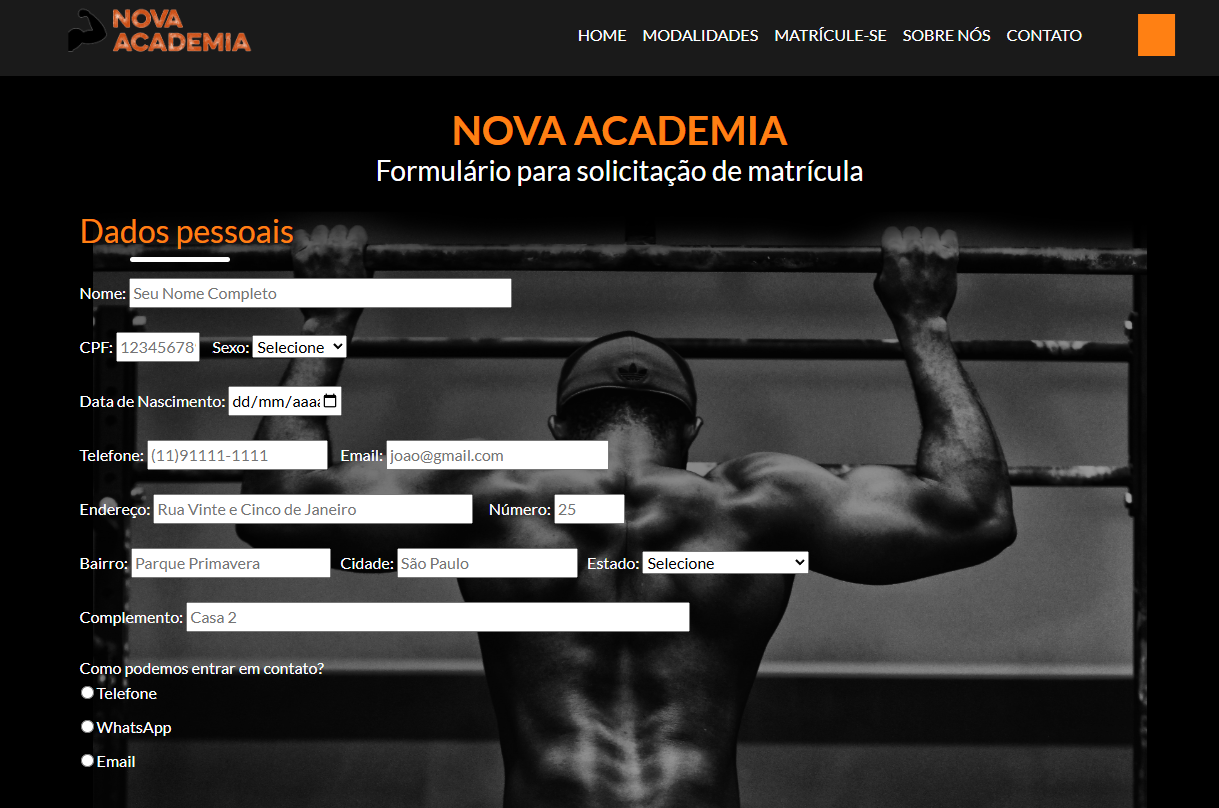 NOVA
ACADEMIA
HOME MODALIDADES MATRÍCULE-SE SOBRE NÓS CONTATO
NOVA ACADEMIA
Formulário para solicitação de matrícula
Dados pessoais
Nome: Seu Nome Completo
CPF: 12345678 Sexo: Selecione
Data de Nascimento: dd/mm/aaaa
Telefone: (11)91111-1111 Email: joao@gmail.com
Endereço: Rua Vinte e Cinco de Janeiro Número: 25
Bairro: Parque Primavera Cidade: São Paulo Estado: Selecione
Complemento: Casa 2
Como podemos entrar em contato?
Telefone
WhatsApp
Email